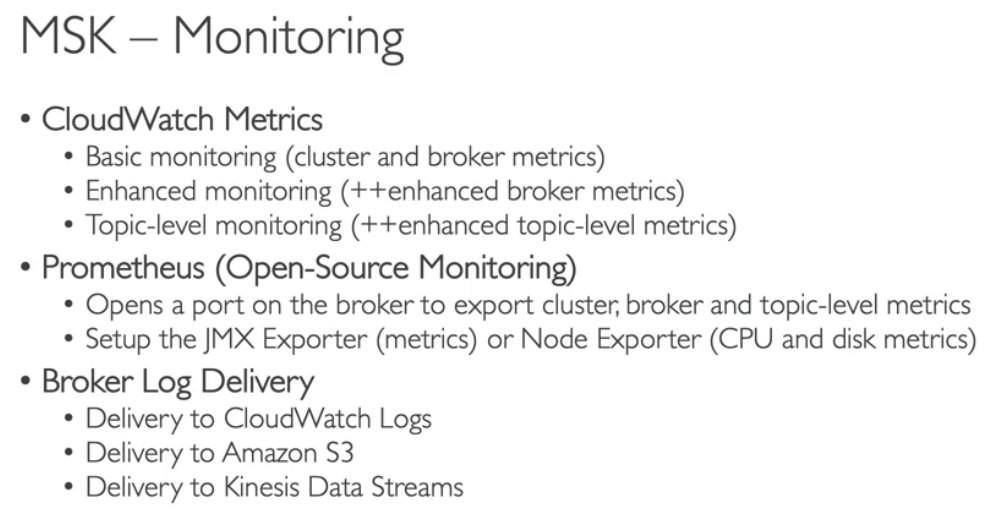 MSK – Monitoring
• CloudWatch Metrics
• Basic monitoring (cluster and broker metrics)
• Enhanced monitoring (++enhanced broker metrics)
• Topic-level monitoring (++enhanced topic-level metrics)
• Prometheus (Open-Source Monitoring)
• Opens a port on the broker to export cluster, broker and topic-level metrics
• Setup the JMX Exporter (metrics) or Node Exporter (CPU and disk metrics)
• Broker Log Delivery
• Delivery to CloudWatch Logs
• Delivery to Amazon S3
• Delivery to Kinesis Data Streams